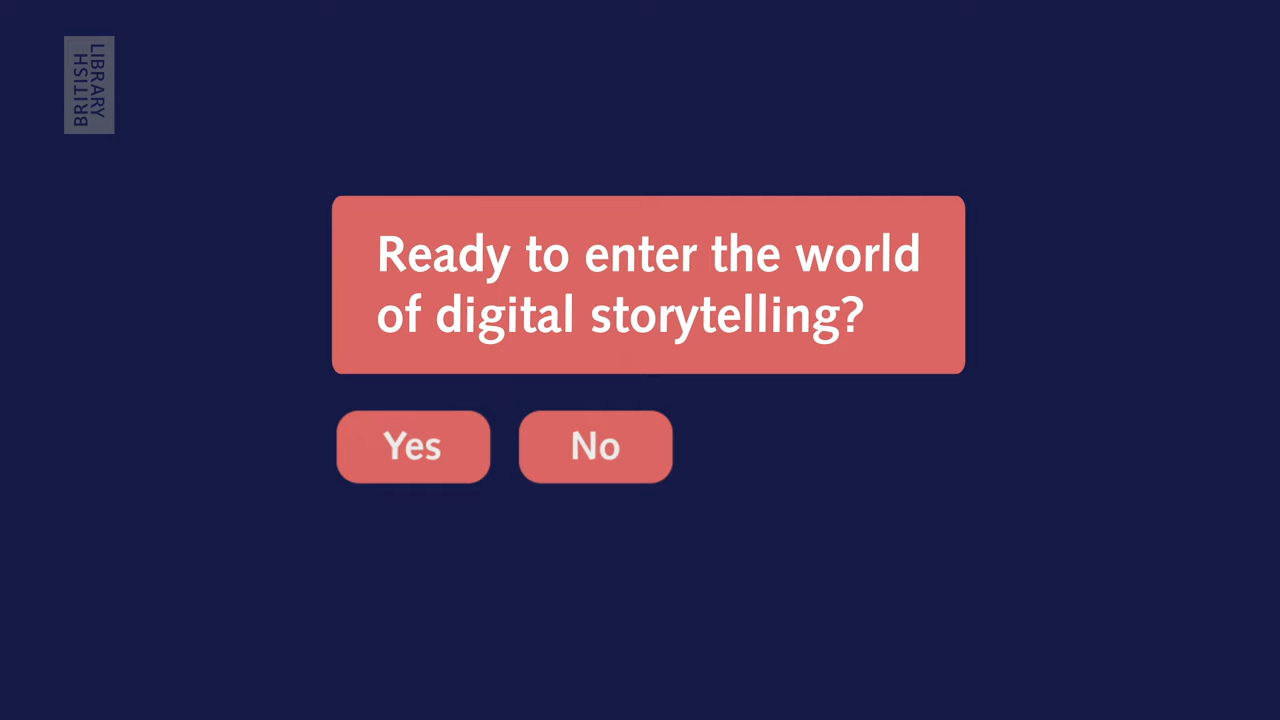 BRITISH
LIBRARY
Ready to enter the world
of digital storytelling?
Yes
No